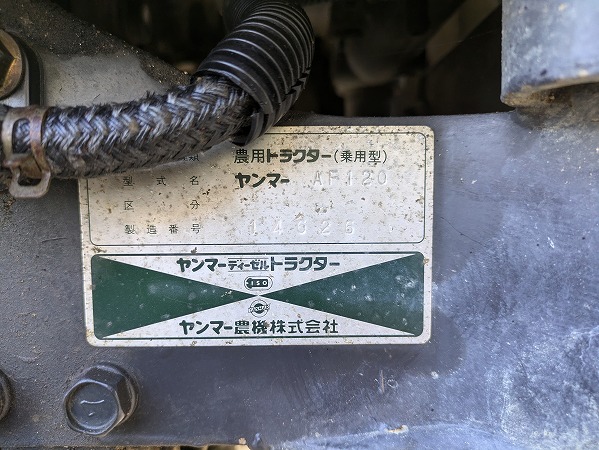 農用トラクター(乗用型)
型式名 ヤンマー AF120
区分
製造番号 14926
ヤンマーディーゼルトラクター
ISO
ヤンマー農機株式会社